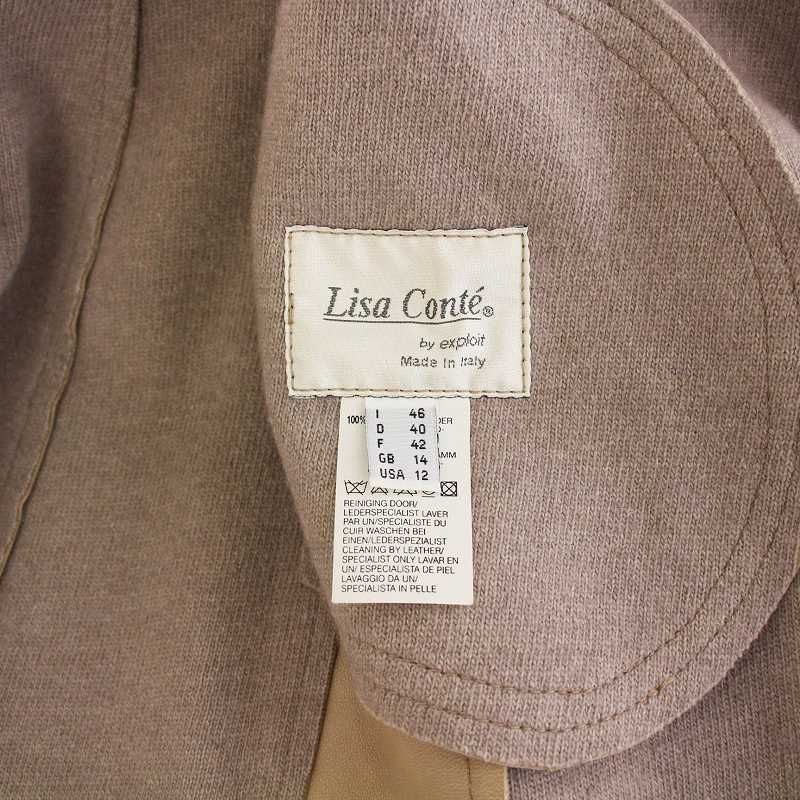 Lisa Conté®
by exploit
Made in Italy
100%
I 46
D 40
F 42
GB 14
USA 12
REINIGING DOOR/
LEDERSPECIALIST LAVER
PAR UN/SPECIALISTE DU
CUIR WASCHEN BEI
EINEN/LEDERSPEZIALIST
CLEANING BY LEATHER/
SPECIALIST ONLY LAVAR EN
UN/ ESPECIALISTA DE PIEL
LAVAGGIO DA UN/
SPECIALISTA IN PELLE